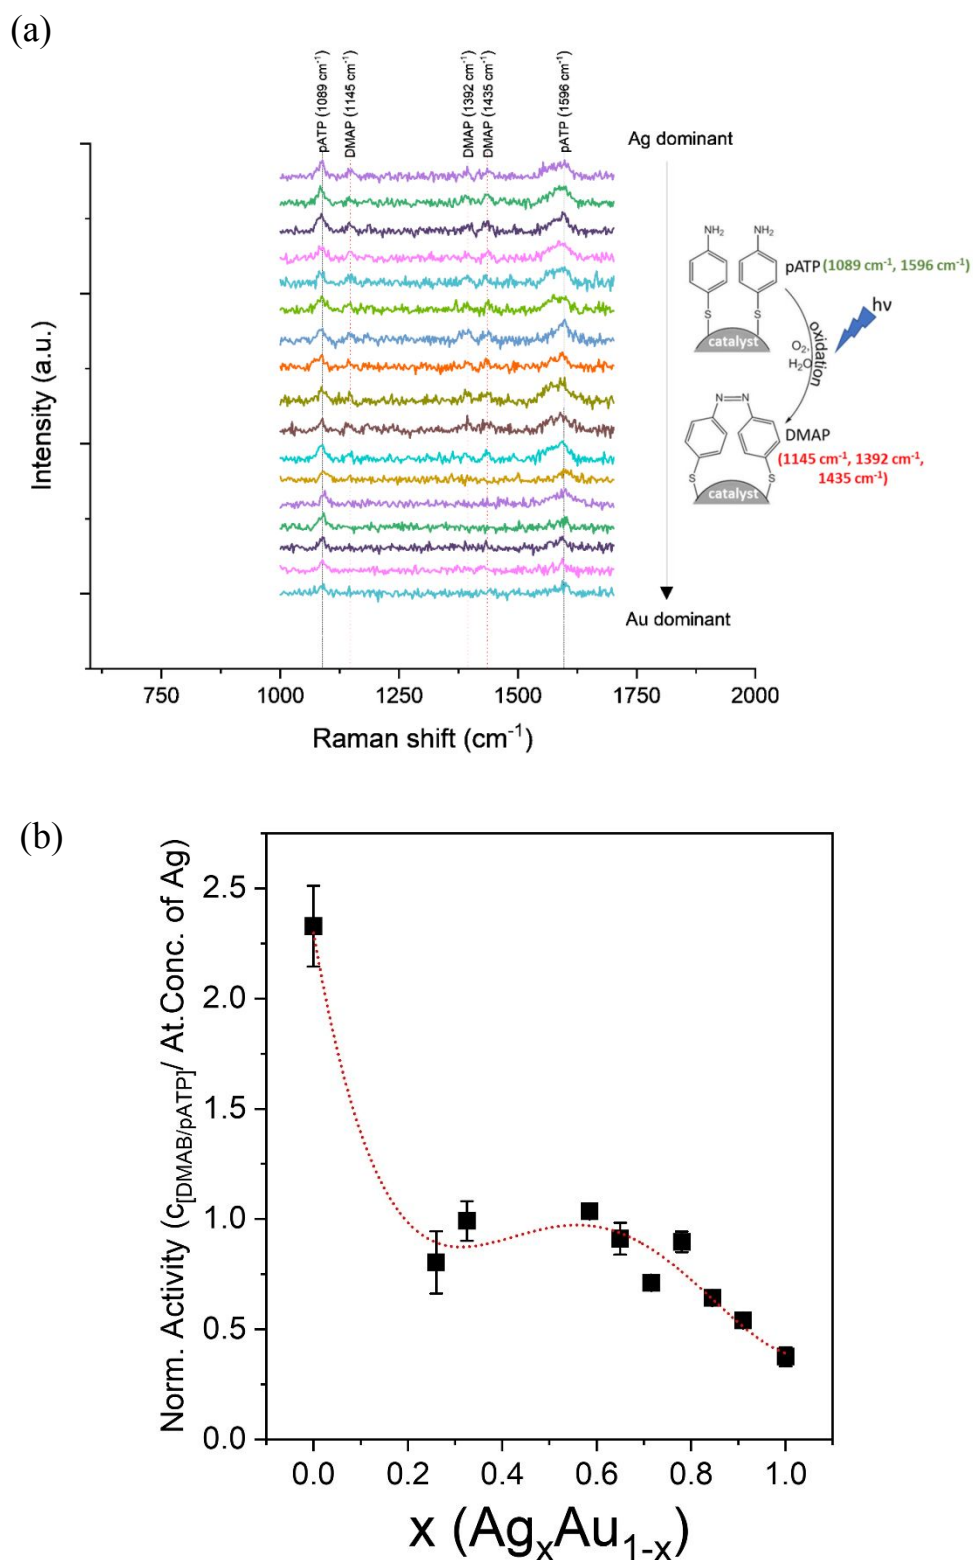 (a)
pATP (1089 cm-1)
DMAP (1145 cm-1)
DMAP (1392 cm-1)
DMAP (1435 cm-1)
pATP (1596 cm-1)
Ag dominant
NH2 NH2
pATP (1089 cm-1, 1596 cm-1)
S S
catalyst
hν
O2,
H2O
oxidation
N=N
DMAP
(1145 cm-1, 1392 cm-1,
1435 cm-1)
S S
catalyst
Au dominant
Intensity (a.u.)
750 1000 1250 1500 1750 2000
Raman shift (cm-1)
(b)
Norm. Activity (c[DMAB/pATP]/ At.Conc. of Ag)
2.5
2.0
1.5
1.0
0.5
0.0
0.0 0.2 0.4 0.6 0.8 1.0
x (AgxAu1-x)